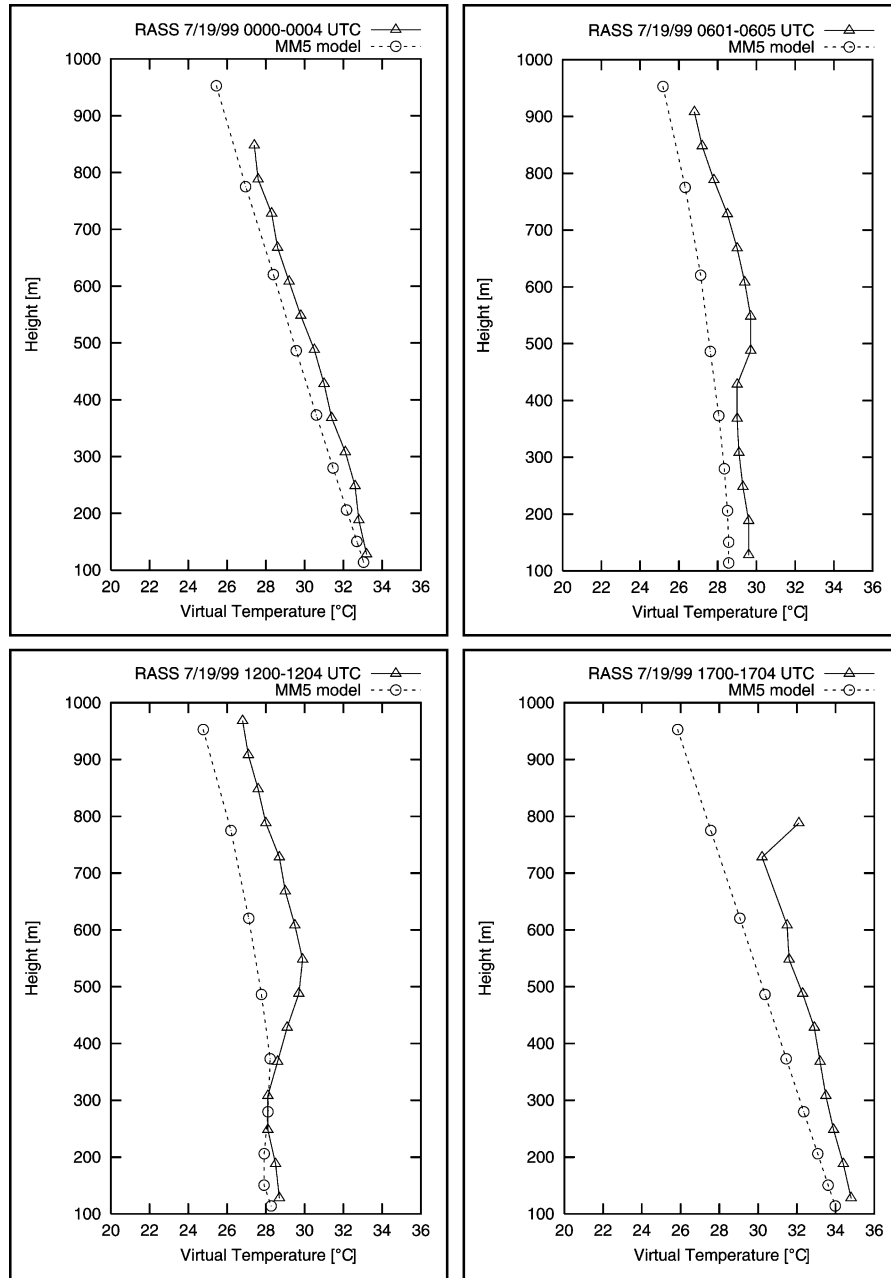 RASS 7/19/99 0000-0004 UTC
MM5 model
1000
900
800
700
600
500
400
300
200
100
Height [m]
20 22 24 26 28 30 32 34 36
Virtual Temperature [°C]
RASS 7/19/99 0601-0605 UTC
MM5 model
1000
900
800
700
600
500
400
300
200
100
Height [m]
20 22 24 26 28 30 32 34 36
Virtual Temperature [°C]
RASS 7/19/99 1200-1204 UTC
MM5 model
1000
900
800
700
600
500
400
300
200
100
Height [m]
20 22 24 26 28 30 32 34 36
Virtual Temperature [°C]
RASS 7/19/99 1700-1704 UTC
MM5 model
1000
900
800
700
600
500
400
300
200
100
Height [m]
20 22 24 26 28 30 32 34 36
Virtual Temperature [°C]